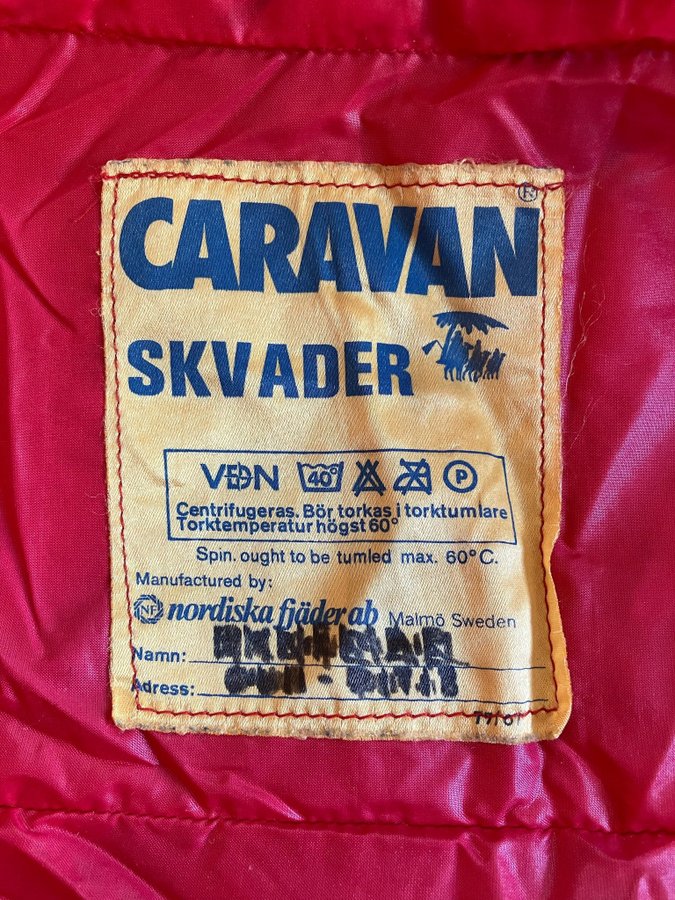 CARAVAN ®
SKVADER
VDN 40° P
Centrifugeras. Bör torkas i torktumlare
Torktemperatur högst 60°
Spin. ought to be tumled max. 60°C.
Manufactured by:
NF nordiska fjäder ab Malmö Sweden
Namn:
Adress: